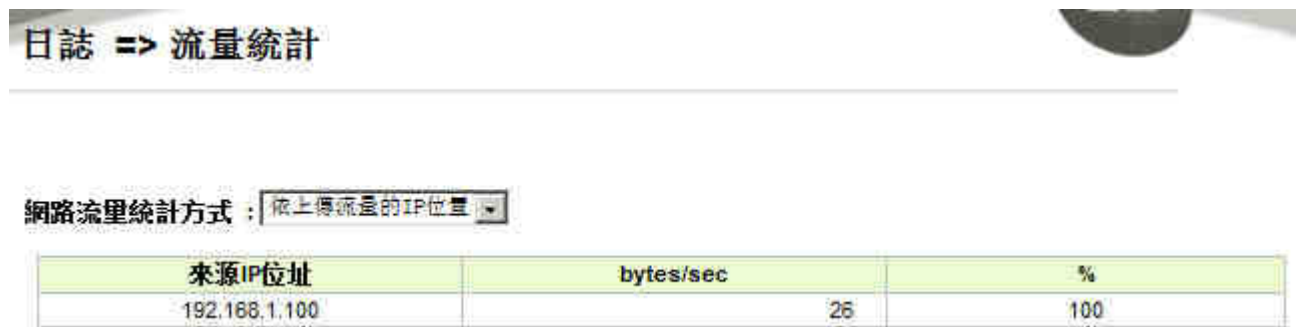 日誌 => 流量統計
網路流量統計方式 : 依上傳流量的IP位置
來源IP位址 bytes/sec %
192.168.1.100 26 100